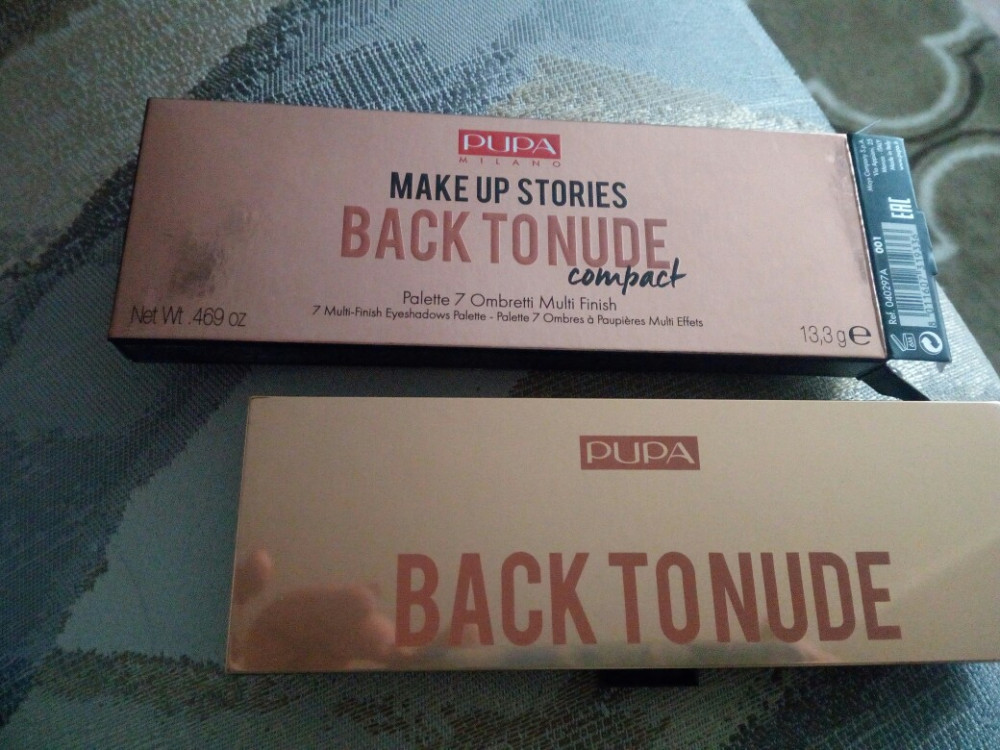 PUPA
MILANO
MAKE UP STORIES
BACK TO NUDE
compact
Palette 7 Ombretti Multi Finish
7 Multi-Finish Eyeshadows Palette - Palette 7 Ombres à Paupières Multi Effets
Net Wt .469 oz
13,3 g e
Ref. 040297A 001
EAC
PUPA
BACK TO NUDE